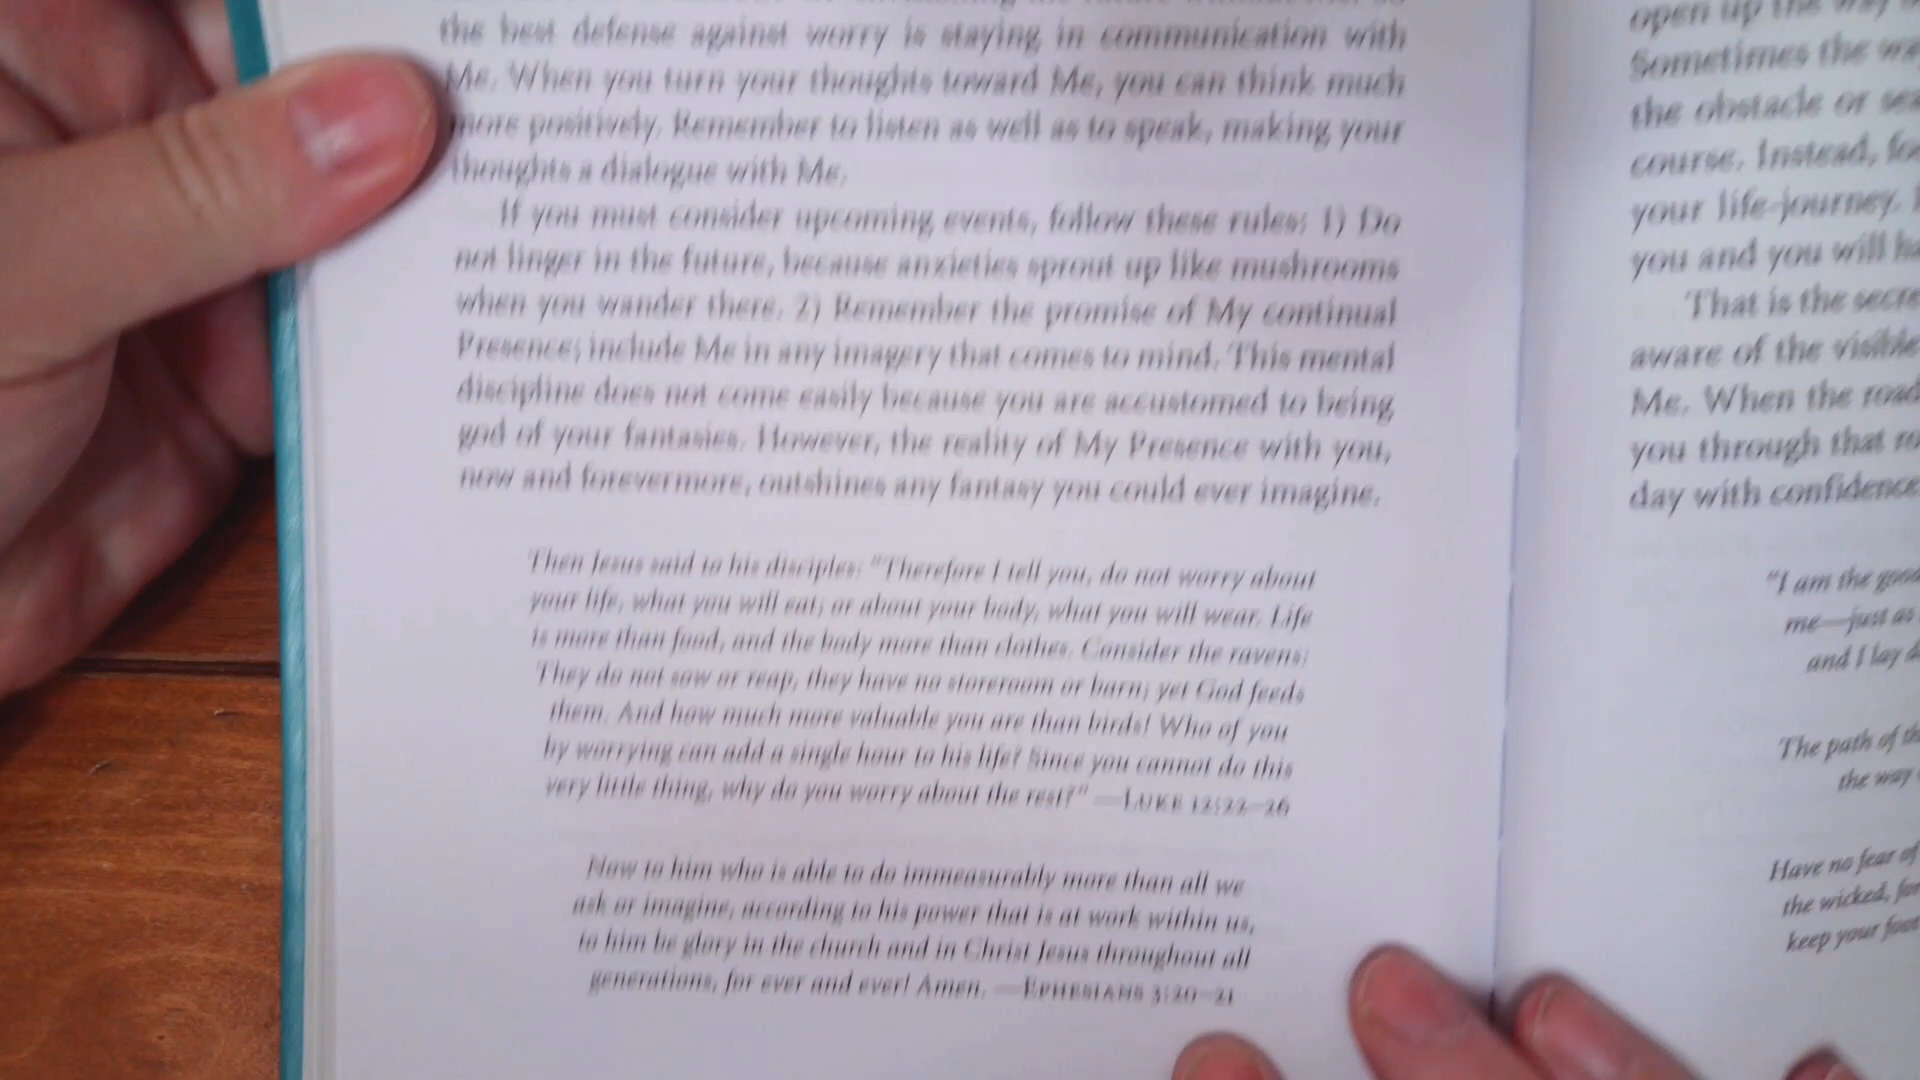 the best defense against worry is staying in communication with
Me. When you turn your thoughts toward Me, you can think much
more positively. Remember to listen as well as to speak, making your
thoughts a dialogue with Me.
If you must consider upcoming events, follow these rules: 1) Do
not linger in the future, because anxieties sprout up like mushrooms
when you wander there. 2) Remember the promise of My continual
Presence; include Me in any imagery that comes to mind. This mental
discipline does not come easily because you are accustomed to being
god of your fantasies. However, the reality of My Presence with you,
now and forevermore, outshines any fantasy you could ever imagine.
Then Jesus said to his disciples: "Therefore I tell you, do not worry about
your life, what you will eat; or about your body, what you will wear. Life
is more than food, and the body more than clothes. Consider the ravens:
They do not sow or reap, they have no storeroom or barn; yet God feeds
them. And how much more valuable you are than birds! Who of you
by worrying can add a single hour to his life? Since you cannot do this
very little thing, why do you worry about the rest?" —LUKE 12:22–26
Now to him who is able to do immeasurably more than all we
ask or imagine, according to his power that is at work within us,
to him be glory in the church and in Christ Jesus throughout all
generations, for ever and ever! Amen. —EPHESIANS 3:20–21
open up the way
Sometimes the
the obstacle or
course. Instead,
your life-journey.
you and you will
That is the
aware of the visible
Me. When the road
you through that
day with confidence
"I am the good
me—just as
and I lay
The path of
the way
Have no fear of
the wicked,
keep your foot